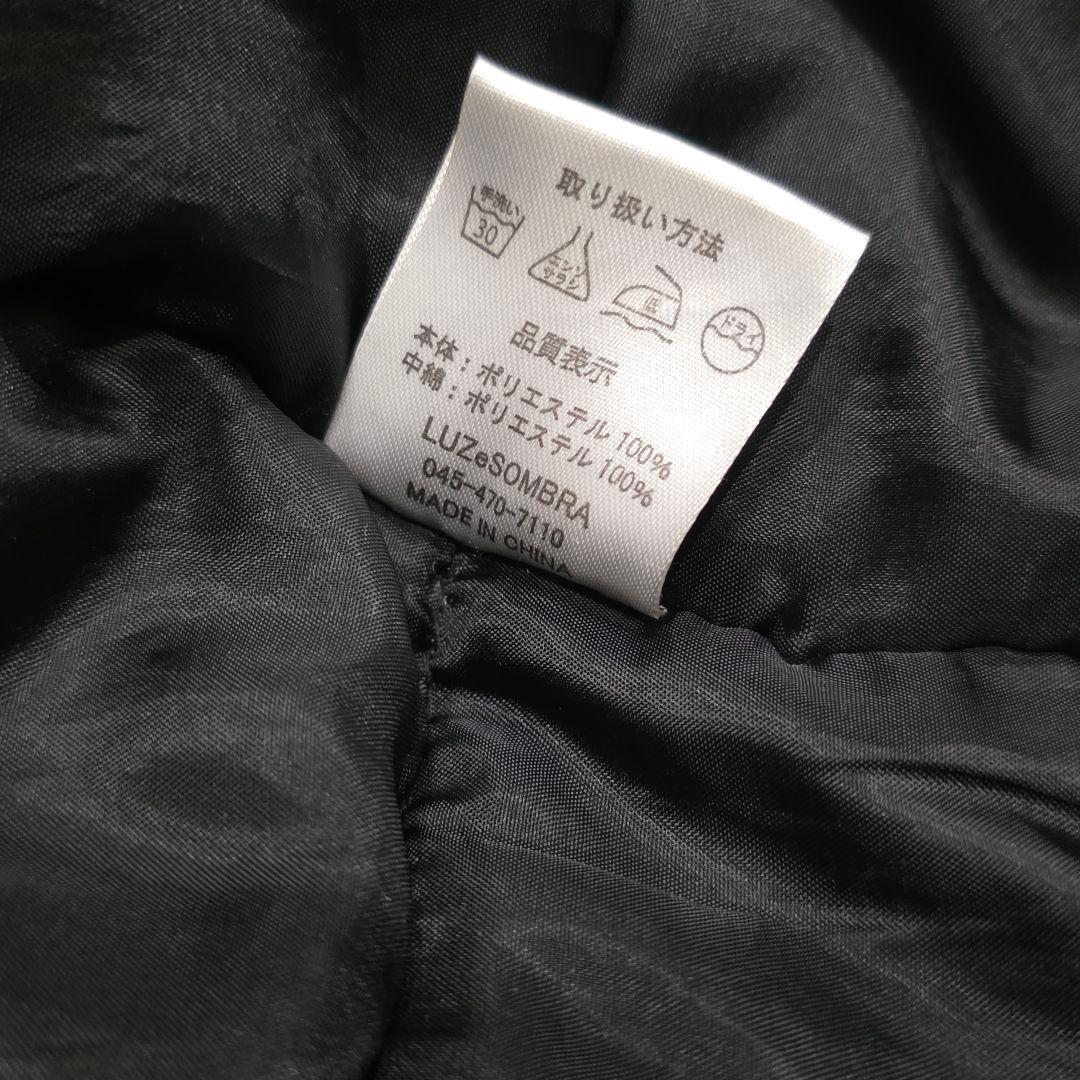 取り扱い方法
手洗い
30
エンソ
サラシ
低
ドライ
品質表示
本体：ポリエステル 100%
中綿：ポリエステル 100%
LUZeSOMBRA
045-470-7110
MADE IN CHINA